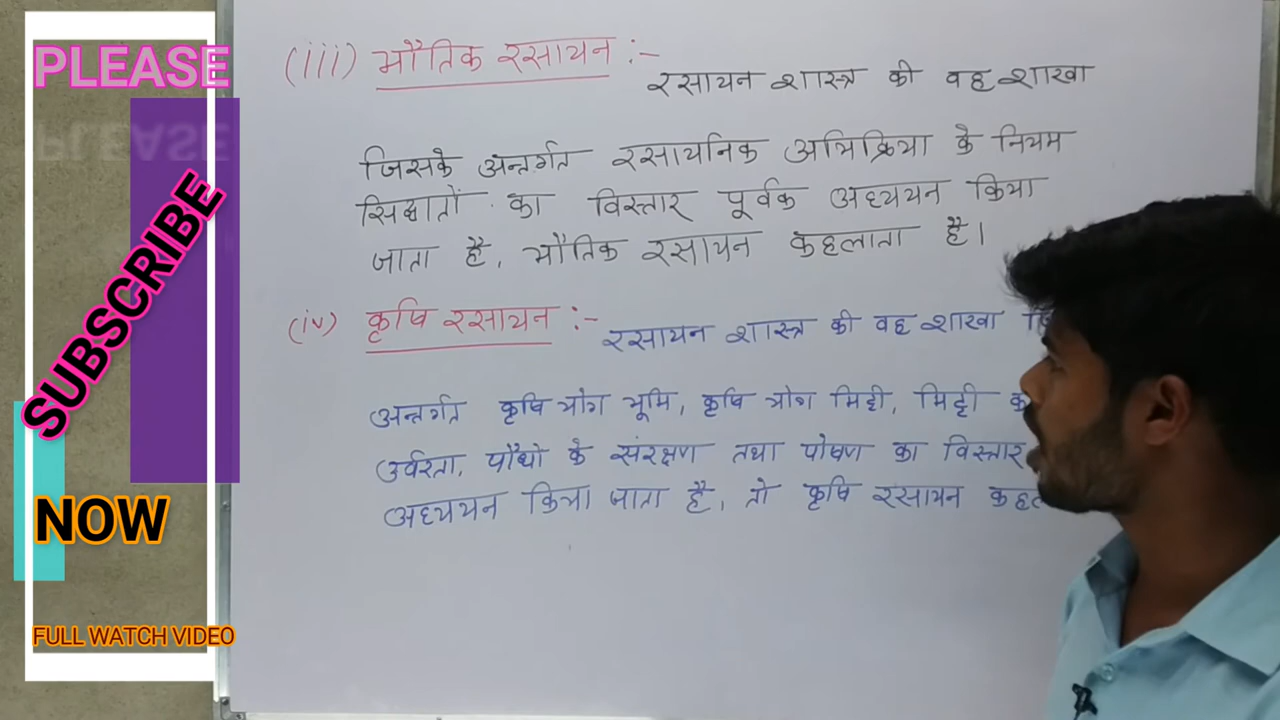 PLEASE
SUBSCRIBE
NOW
FULL WATCH VIDEO
(iii) भौतिक रसायन :-
रसायन शास्त्र की वह शाखा
जिसके अन्तर्गत रसायनिक अभिक्रिया के नियम
सिद्धातों का विस्तार पूर्वक अध्ययन किया
जाता है, भौतिक रसायन कहलाता है।
(iv) कृषि रसायन :-
रसायन शास्त्र की वह शाखा
अन्तर्गत कृषि योग भूमि, कृषि योग मिट्टी, मिट्टी
उर्वरता, पौधो के संरक्षण तथा पोषण का विस्तार
अध्ययन किया जाता है, तो कृषि रसायन